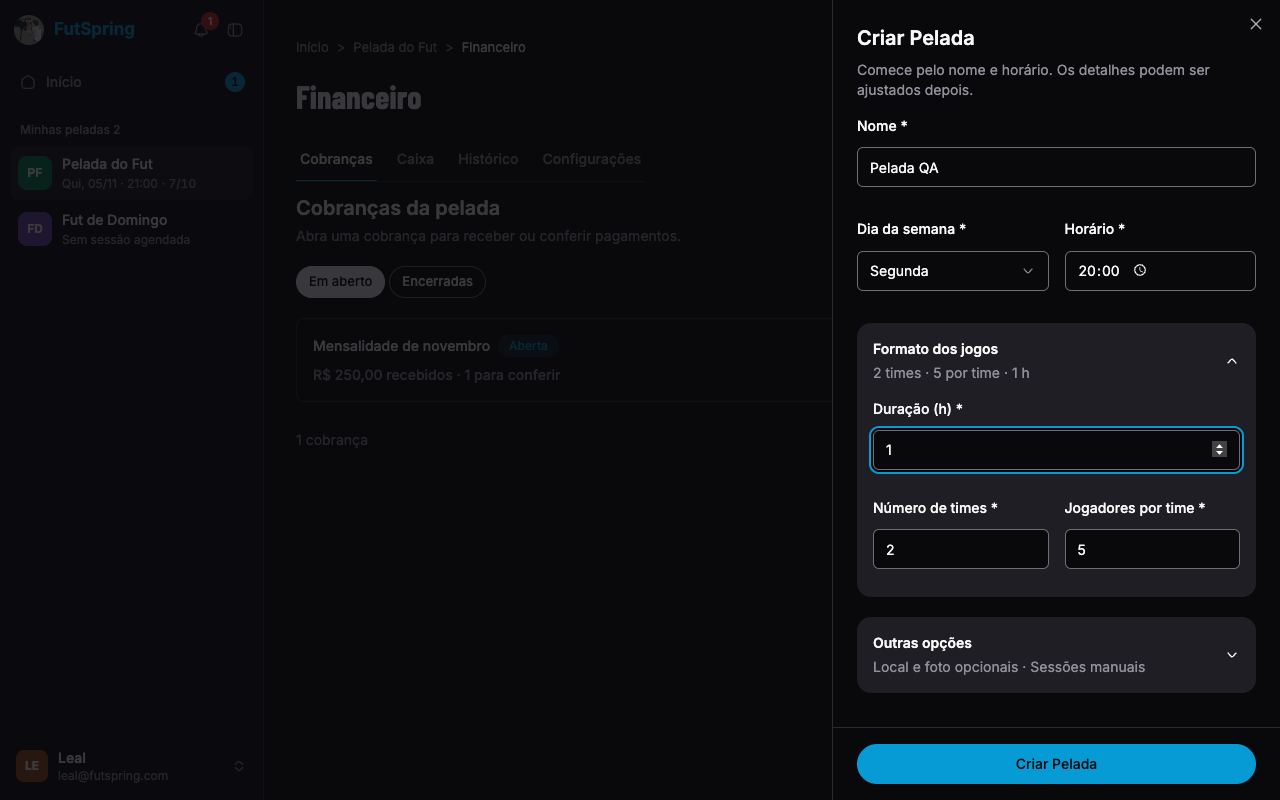 FutSpring
1
Início
1
Minhas peladas 2
PF
Pelada do Fut
Qui, 05/11 · 21:00 · 7/10
FD
Fut de Domingo
Sem sessão agendada
LE
Leal
leal@futspring.com
Início > Pelada do Fut > Financeiro
Financeiro
Cobranças
Caixa
Histórico
Configurações
Cobranças da pelada
Abra uma cobrança para receber ou conferir pagamentos.
Em aberto
Encerradas
Mensalidade de novembro
Aberta
R$ 250,00 recebidos · 1 para conferir
1 cobrança
Criar Pelada
Comece pelo nome e horário. Os detalhes podem ser
ajustados depois.
Nome *
Pelada QA
Dia da semana *
Horário *
Segunda
20:00
Formato dos jogos
2 times · 5 por time · 1 h
Duração (h) *
1
Número de times *
Jogadores por time *
2
5
Outras opções
Local e foto opcionais · Sessões manuais
Criar Pelada